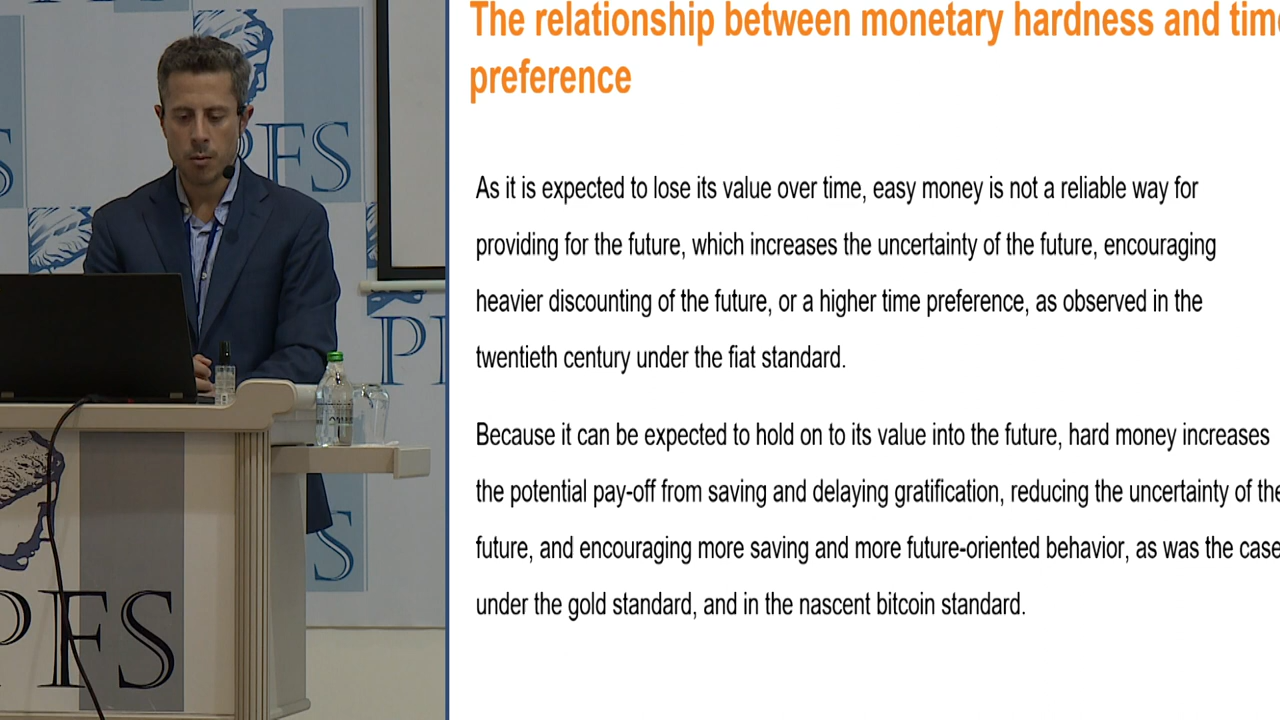 The relationship between monetary hardness and time
preference
As it is expected to lose its value over time, easy money is not a reliable way for
providing for the future, which increases the uncertainty of the future, encouraging
heavier discounting of the future, or a higher time preference, as observed in the
twentieth century under the fiat standard.
Because it can be expected to hold on to its value into the future, hard money increases
the potential pay-off from saving and delaying gratification, reducing the uncertainty of the
future, and encouraging more saving and more future-oriented behavior, as was the case
under the gold standard, and in the nascent bitcoin standard.
PFS
PF
S
S
PFS